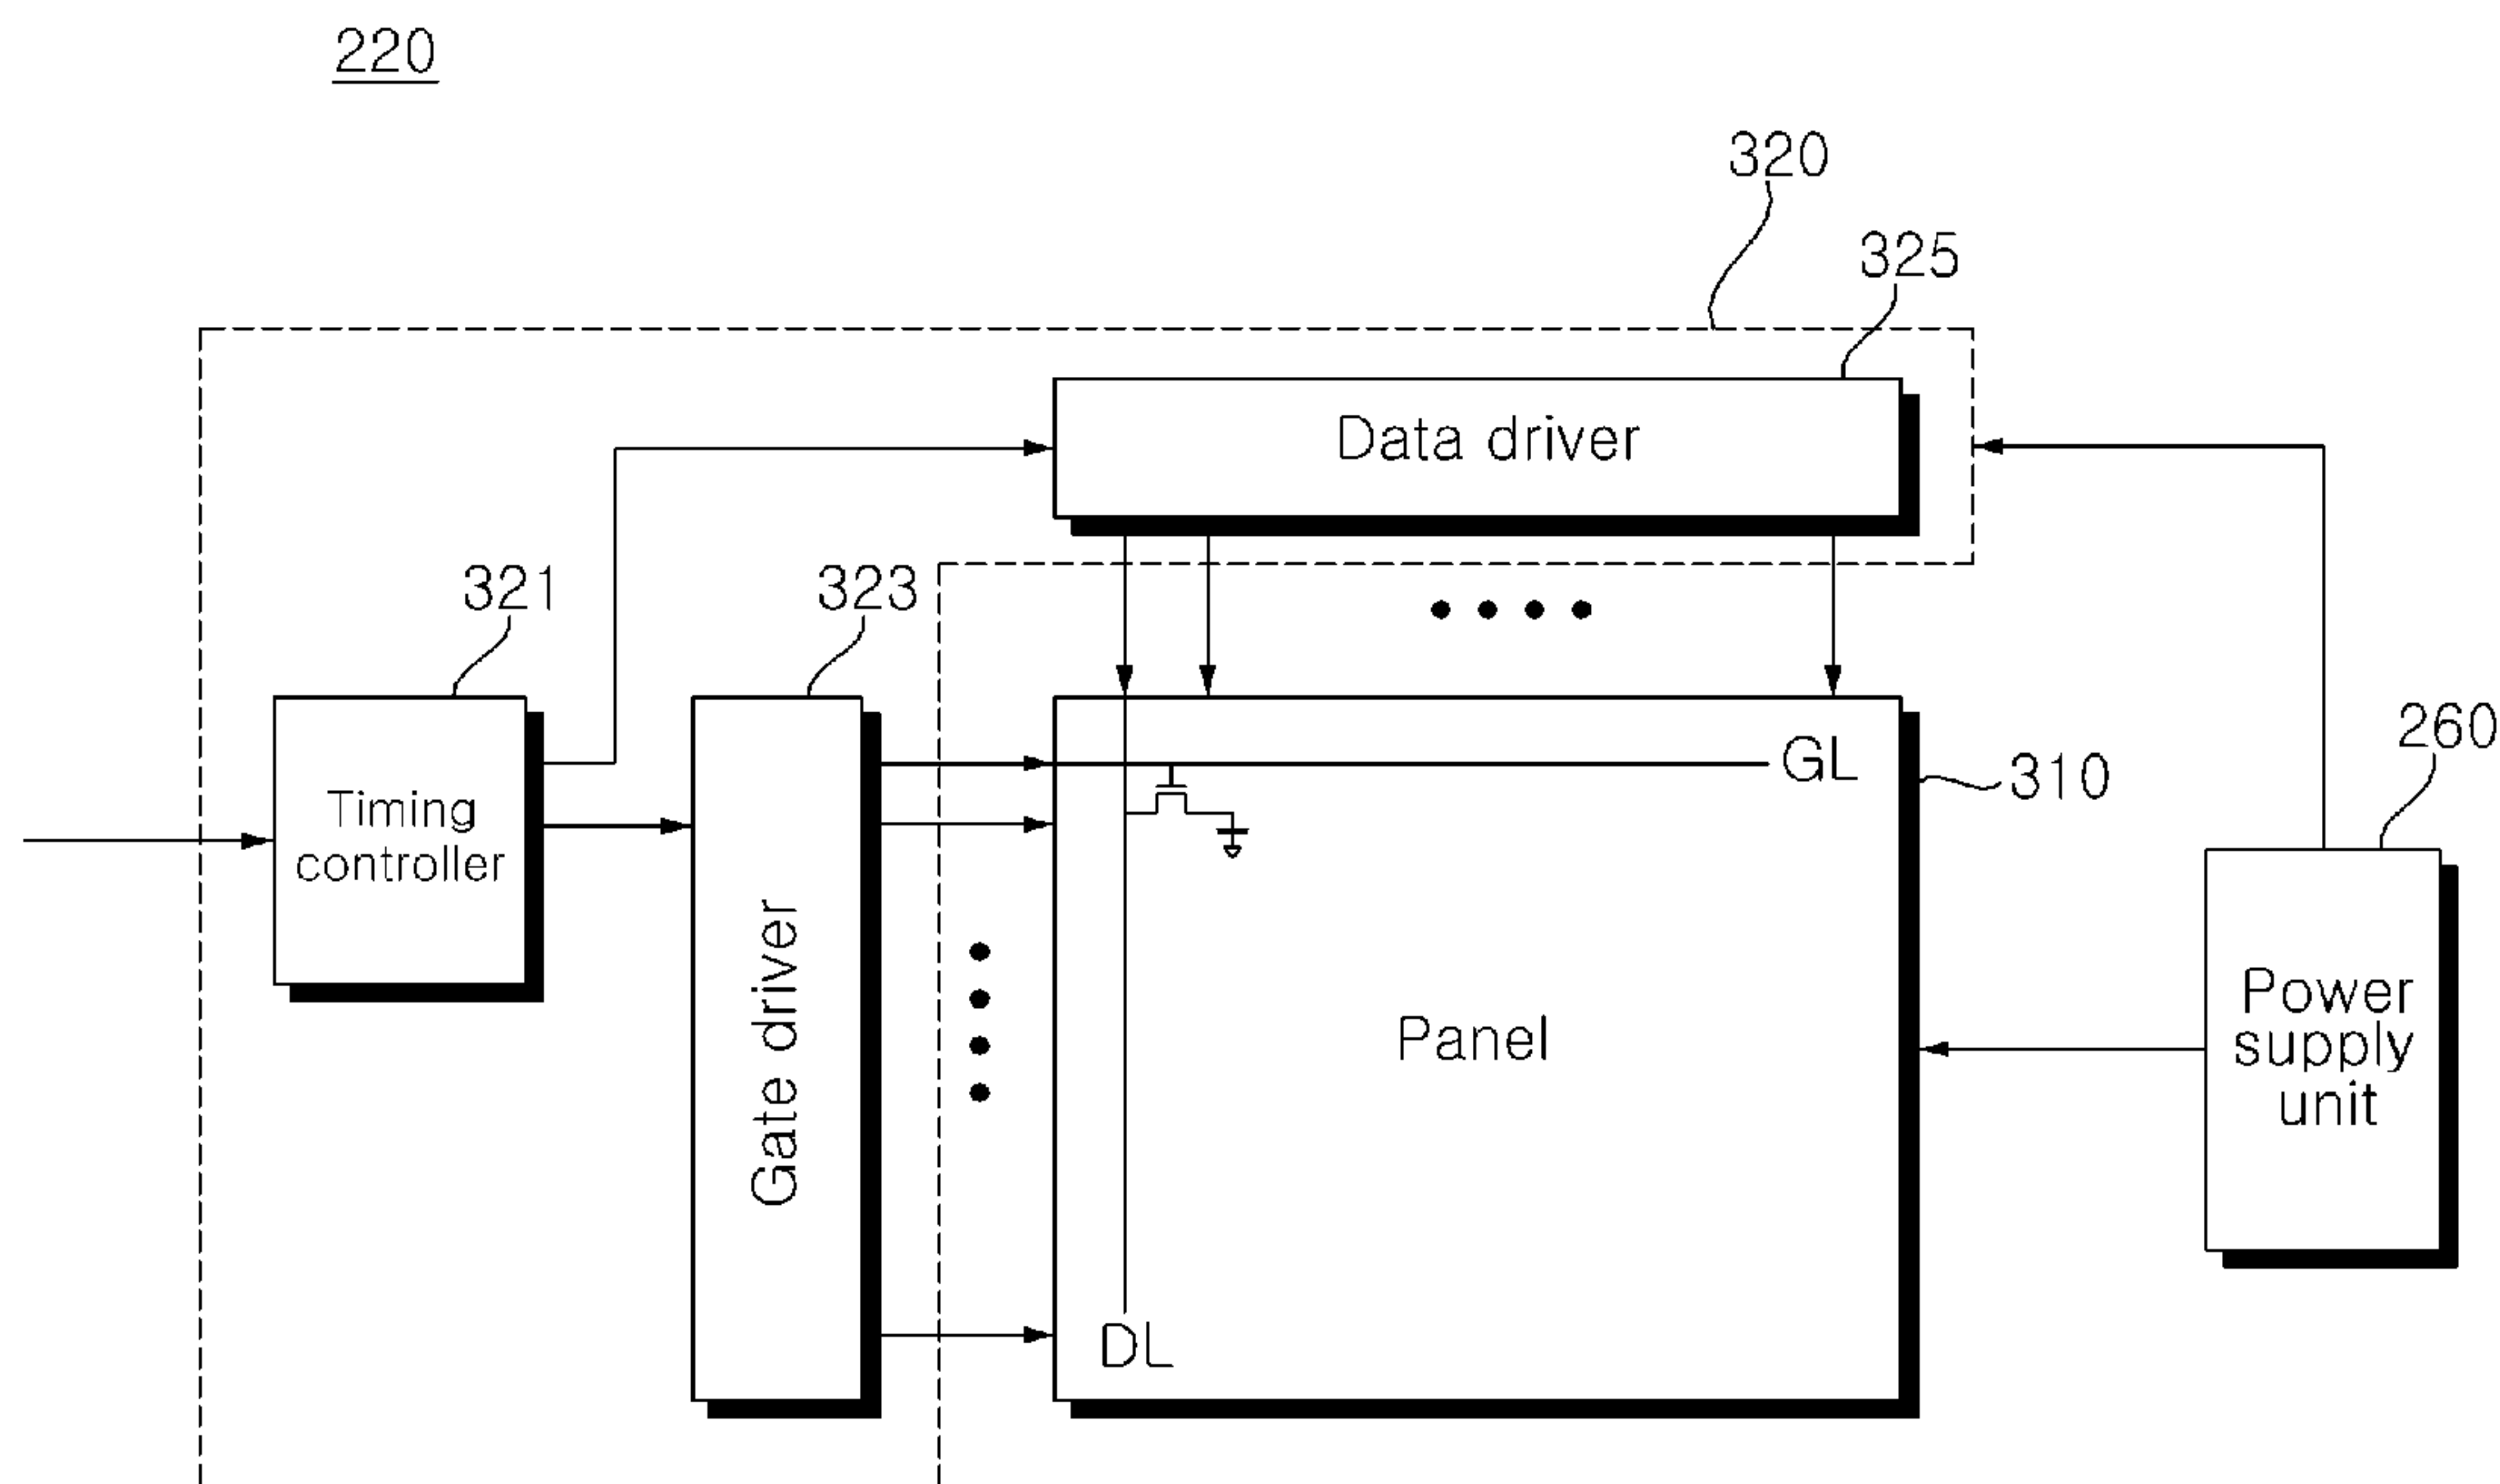 220
320
325
Data driver
321
323
260
GL
310
Timing
controller
Gate driver
Panel
Power
supply
unit
DL